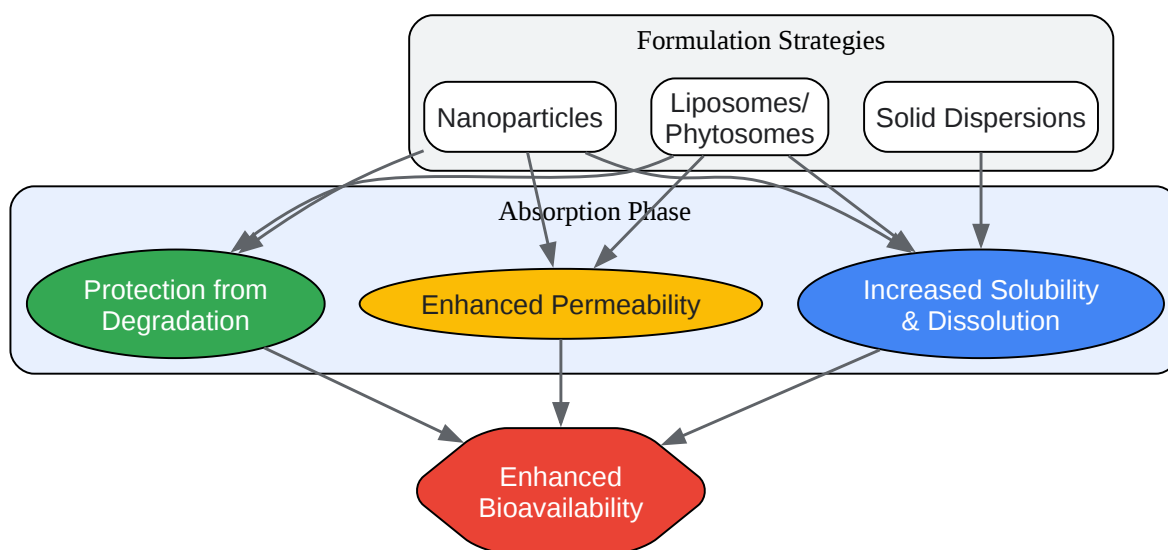 Formulation Strategies
Nanoparticles
Liposomes/
Phytosomes
Solid Dispersions
Absorption Phase
Protection from
Degradation
Enhanced Permeability
Increased Solubility
& Dissolution
Enhanced
Bioavailability